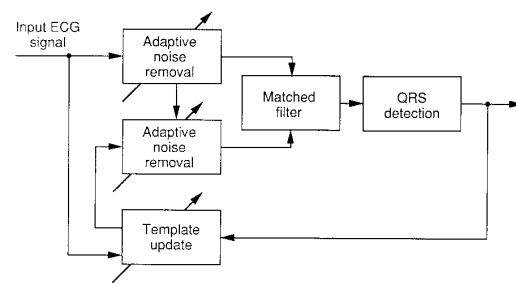 Input ECG
signal
Adaptive
noise
removal
Matched
filter
QRS
detection
Adaptive
noise
removal
Template
update